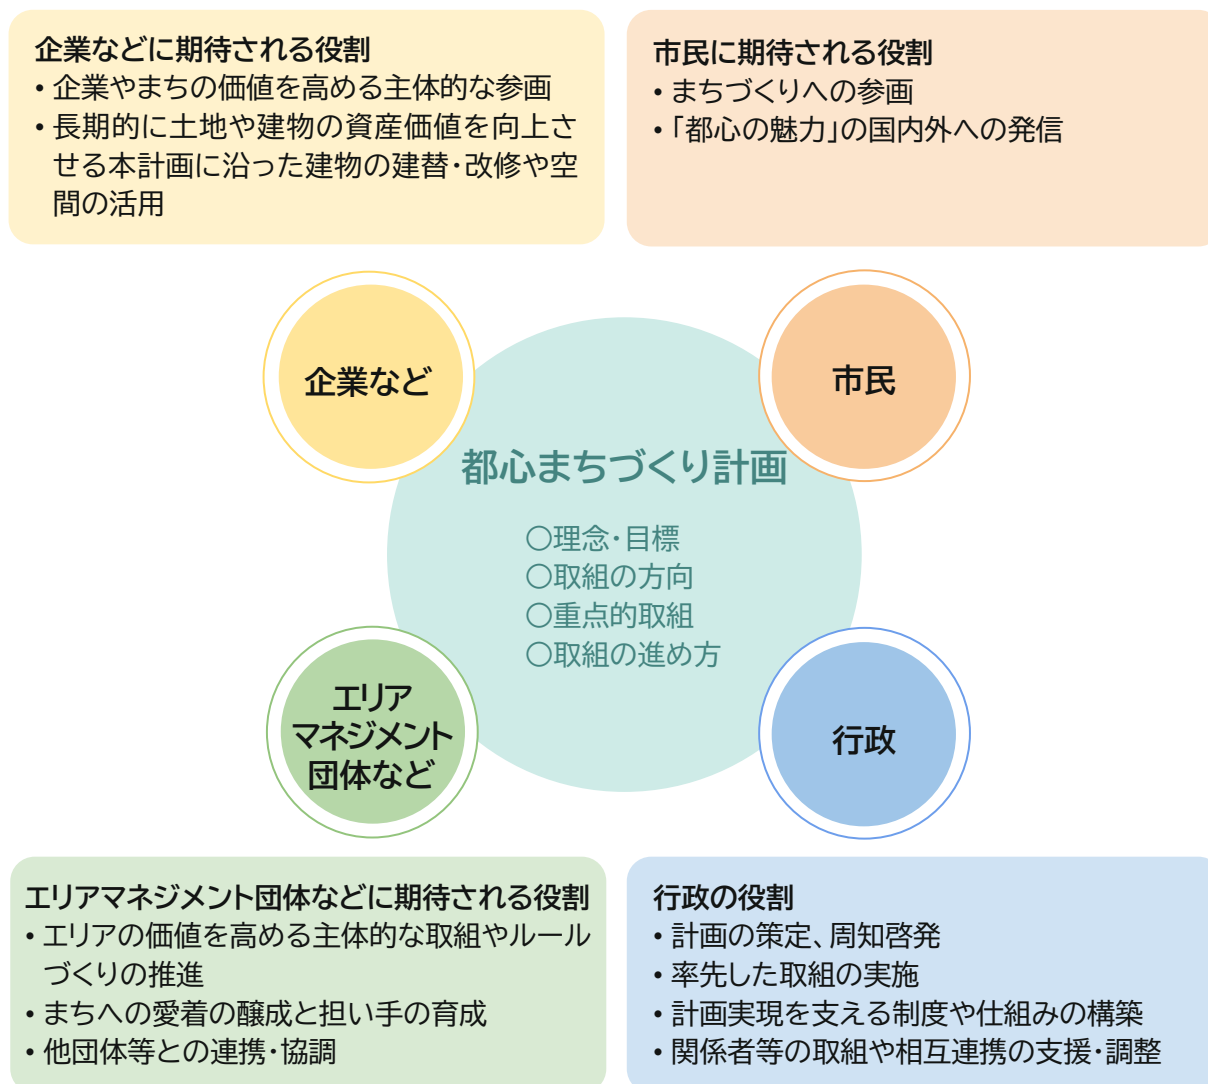 企業などに期待される役割
• 企業やまちの価値を高める主体的な参画
• 長期的に土地や建物の資産価値を向上さ
せる本計画に沿った建物の建替・改修や空
間の活用
市民に期待される役割
• まちづくりへの参画
• 「都心の魅力」の国内外への発信
企業など
市民
都心まちづくり計画
○理念・目標
○取組の方向
○重点的取組
○取組の進め方
エリア
マネジメント
団体など
行政
エリアマネジメント団体などに期待される役割
• エリアの価値を高める主体的な取組やルール
づくりの推進
• まちへの愛着の醸成と担い手の育成
• 他団体等との連携・協調
行政の役割
• 計画の策定、周知啓発
• 率先した取組の実施
• 計画実現を支える制度や仕組みの構築
• 関係者等の取組や相互連携の支援・調整